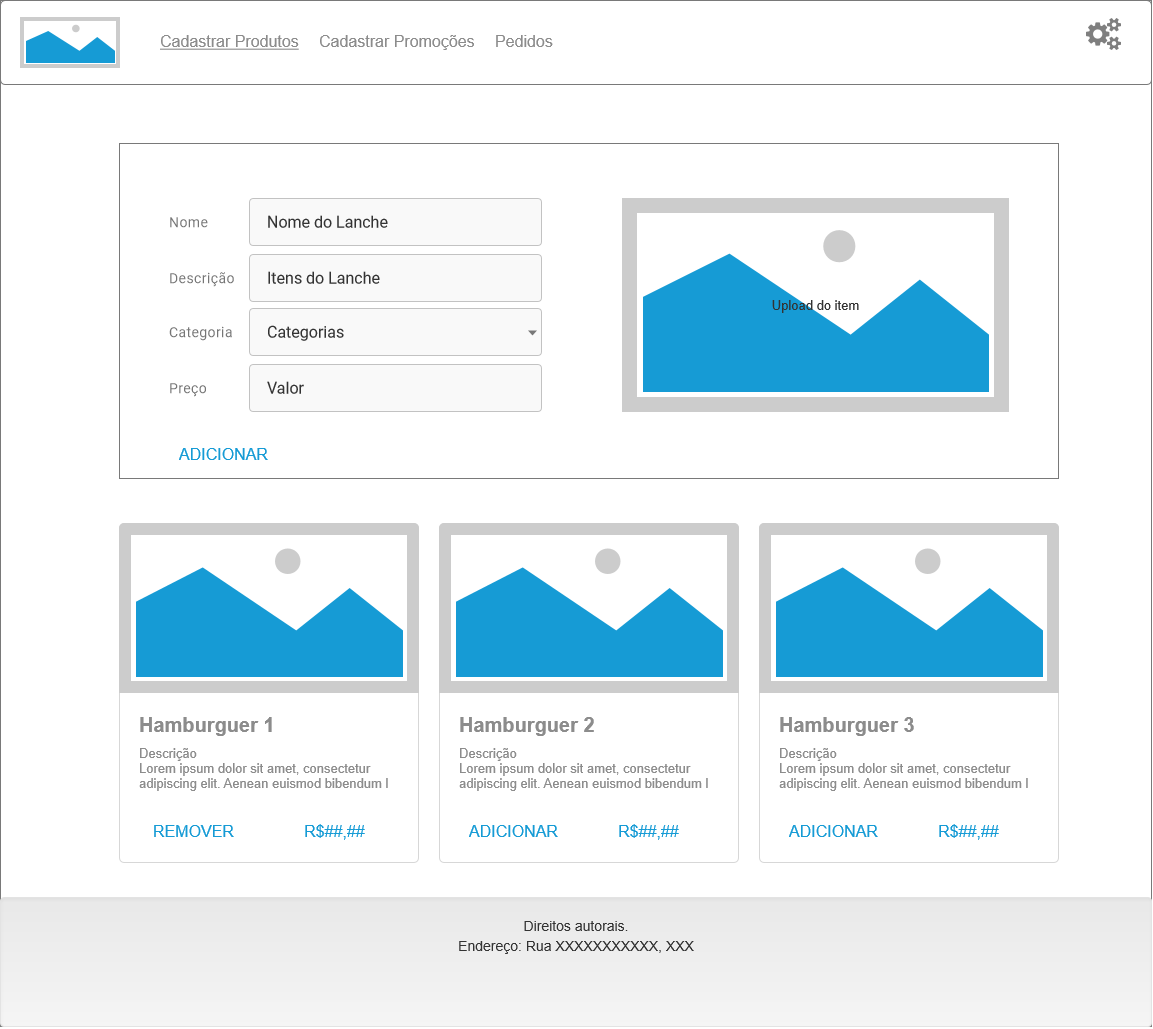 Cadastrar Produtos Cadastrar Promoções Pedidos
Nome Nome do Lanche
Descrição Itens do Lanche
Categoria Categorias
Preço Valor
Upload do item
ADICIONAR
Hamburguer 1
Descrição
Lorem ipsum dolor sit amet, consectetur
adipiscing elit. Aenean euismod bibendum l
REMOVER R$##,##
Hamburguer 2
Descrição
Lorem ipsum dolor sit amet, consectetur
adipiscing elit. Aenean euismod bibendum l
ADICIONAR R$##,##
Hamburguer 3
Descrição
Lorem ipsum dolor sit amet, consectetur
adipiscing elit. Aenean euismod bibendum l
ADICIONAR R$##,##
Direitos autorais.
Endereço: Rua XXXXXXXXXXX, XXX